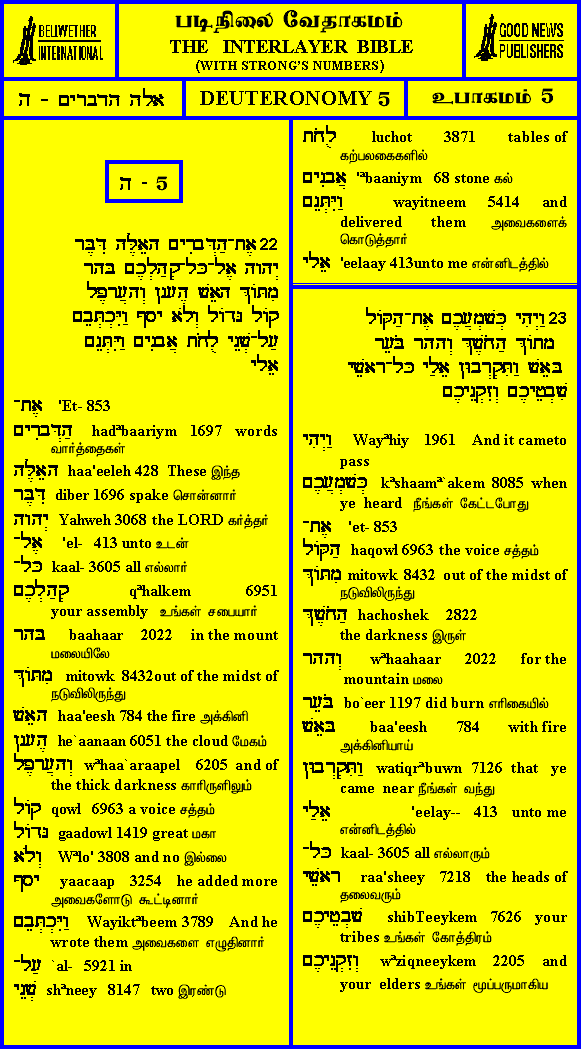 BELLWETHER
INTERNATIONAL
படிநிலை வேதாகமம்
THE INTERLAYER BIBLE
(WITH STRONG'S NUMBERS)
GOOD NEWS
PUBLISHERS
אלה הדברים - ה
DEUTERONOMY 5
உபாகமம் 5
ה - 5
22 אֶת־הַדְּבָרִים הָאֵלֶּה דִּבֶּר
יְהוָה אֶל־כָּל־קְהַלְכֶם בָּהָר
מִתּוֹךְ הָאֵשׁ הֶעָנָן וְהָעֲרָפֶל
קוֹל גָּדוֹל וְלֹא יָסָף וַיִּכְתְּבֵם
עַל־שְׁנֵי לֻחֹת אֲבָנִים וַיִּתְּנֵם
אֵלָי
אֶת־ 'Et- 853
הַדְּבָרִים hadªbaariym 1697 words
வார்த்தைகள்
הָאֵלֶּה haa'eeleh 428 These இந்த
דִּבֶּר diber 1696 spake சொன்னார்
יְהוָה Yahweh 3068 the LORD கர்த்தர்
אֶל־ 'el- 413 unto உடன்
כָּל־ kaal- 3605 all எல்லார்
קְהַלְכֶם qªhalkem 6951
your assembly உங்கள் சபையார்
בָּהָר baahaar 2022 in the mount
மலையிலே
מִתּוֹךְ mitowk 8432out of the midst of
நடுவிலிருந்து
הָאֵשׁ haa'eesh 784 the fire அக்கினி
הֶעָנָן he`aanaan 6051 the cloud மேகம்
וְהָעֲרָפֶל wªhaa`araapel 6205 and of
the thick darkness காரிருளிலும்
קוֹל qowl 6963 a voice சத்தம்
גָּדוֹל gaadowl 1419 great மகா
וְלֹא Wªlo' 3808 and no இல்லை
יָסָף yaacaap 3254 he added more
அவைகளோடு கூட்டினார்
וַיִּכְתְּבֵם Wayiktªbeem 3789 And he
wrote them அவைகளை எழுதினார்
עַל־ `al- 5921 in
שְׁנֵי shªneey 8147 two இரண்டு
לֻחֹת luchot 3871 tables of
கற்பலகைகளில்
אֲבָנִים 'ªbaaniym 68 stone கல்
וַיִּתְּנֵם wayitneem 5414 and
delivered them அவைகளைக்
கொடுத்தார்
אֵלָי 'eelaay 413unto me என்னிடத்தில்
23 וַיְהִי כְּשָׁמְעֲכֶם אֶת־הַקּוֹל
מִתּוֹךְ הַחֹשֶׁךְ וְהָהָר בֹּעֵר
בָּאֵשׁ וַתִּקְרְבוּן אֵלַי כָּל־רָאשֵׁי
שִׁבְטֵיכֶם וְזִקְנֵיכֶם
וַיְהִי Wayªhiy 1961 And it cameto
pass
כְּשָׁמְעֲכֶם kªshaamª`akem 8085 when
ye heard நீங்கள் கேட்டபோது
אֶת־ 'et- 853
הַקּוֹל haqowl 6963 the voice சத்தம்
מִתּוֹךְ mitowk 8432 out of the midst of
நடுவிலிருந்து
הַחֹשֶׁךְ hachoshek 2822
the darkness இருள்
וְהָהָר wªhaahaar 2022 for the
mountain மலை
בֹּעֵר bo`eer 1197 did burn எரிகையில்
בָּאֵשׁ baa'eesh 784 with fire
அக்கினியாய்
וַתִּקְרְבוּן watiqrªbuwn 7126 that ye
came near நீங்கள் வந்து
אֵלַי 'eelay-- 413 unto me
என்னிடத்தில்
כָּל־ kaal- 3605 all எல்லாரும்
רָאשֵׁי raa'sheey 7218 the heads of
தலைவரும்
שִׁבְטֵיכֶם shibTeeykem 7626 your
tribes உங்கள் கோத்திரம்
וְזִקְנֵיכֶם wªziqneeykem 2205 and
your elders உங்கள் மூப்பருமாகிய